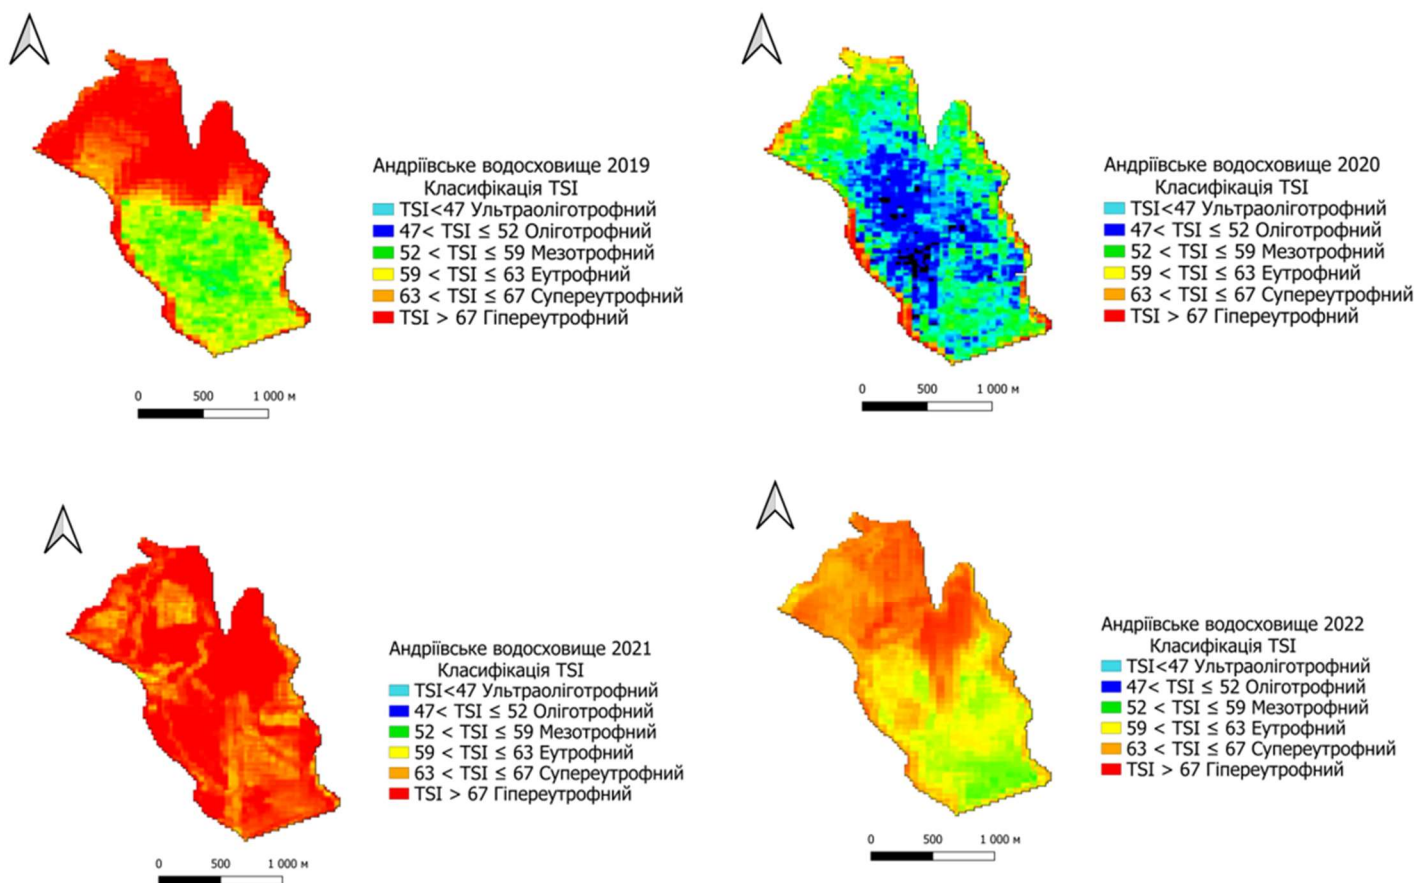 Андріївське водосховище 2019
Класифікація TSI
TSI<47 Ультраоліготрофний
47< TSI ≤ 52 Оліготрофний
52 < TSI ≤ 59 Мезотрофний
59 < TSI ≤ 63 Еутрофний
63 < TSI ≤ 67 Супереутрофний
TSI > 67 Гіпереутрофний
0 500 1 000 м
Андріївське водосховище 2020
Класифікація TSI
TSI<47 Ультраоліготрофний
47< TSI ≤ 52 Оліготрофний
52 < TSI ≤ 59 Мезотрофний
59 < TSI ≤ 63 Еутрофний
63 < TSI ≤ 67 Супереутрофний
TSI > 67 Гіпереутрофний
0 500 1 000 м
Андріївське водосховище 2021
Класифікація TSI
TSI<47 Ультраоліготрофний
47< TSI ≤ 52 Оліготрофний
52 < TSI ≤ 59 Мезотрофний
59 < TSI ≤ 63 Еутрофний
63 < TSI ≤ 67 Супереутрофний
TSI > 67 Гіпереутрофний
0 500 1 000 м
Андріївське водосховище 2022
Класифікація TSI
TSI<47 Ультраоліготрофний
47< TSI ≤ 52 Оліготрофний
52 < TSI ≤ 59 Мезотрофний
59 < TSI ≤ 63 Еутрофний
63 < TSI ≤ 67 Супереутрофний
TSI > 67 Гіпереутрофний
0 500 1 000 м